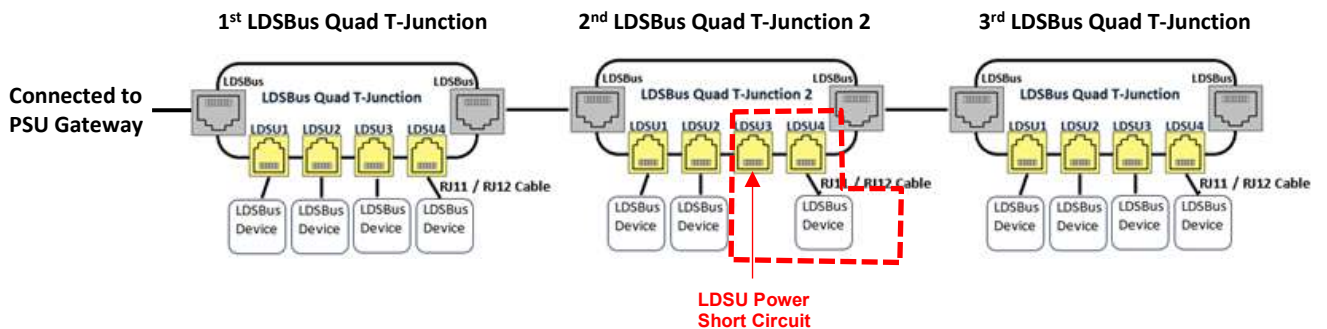 1st LDSBus Quad T-Junction
2nd LDSBus Quad T-Junction 2
3rd LDSBus Quad T-Junction
Connected to
PSU Gateway
LDSBus
LDSBus
LDSBus Quad T-Junction
LDSU1 LDSU2 LDSU3 LDSU4
RJ11 / RJ12 Cable
LDSBus
Device
LDSBus
Device
LDSBus
Device
LDSBus
Device
LDSBus
LDSBus
LDSBus Quad T-Junction 2
LDSU1 LDSU2 LDSU3 LDSU4
RJ11 / RJ12 Cable
LDSBus
Device
LDSBus
Device
LDSBus
Device
LDSBus
LDSBus
LDSBus Quad T-Junction
LDSU1 LDSU2 LDSU3 LDSU4
RJ11 / RJ12 Cable
LDSBus
Device
LDSBus
Device
LDSBus
Device
LDSBus
Device
LDSU Power
Short Circuit